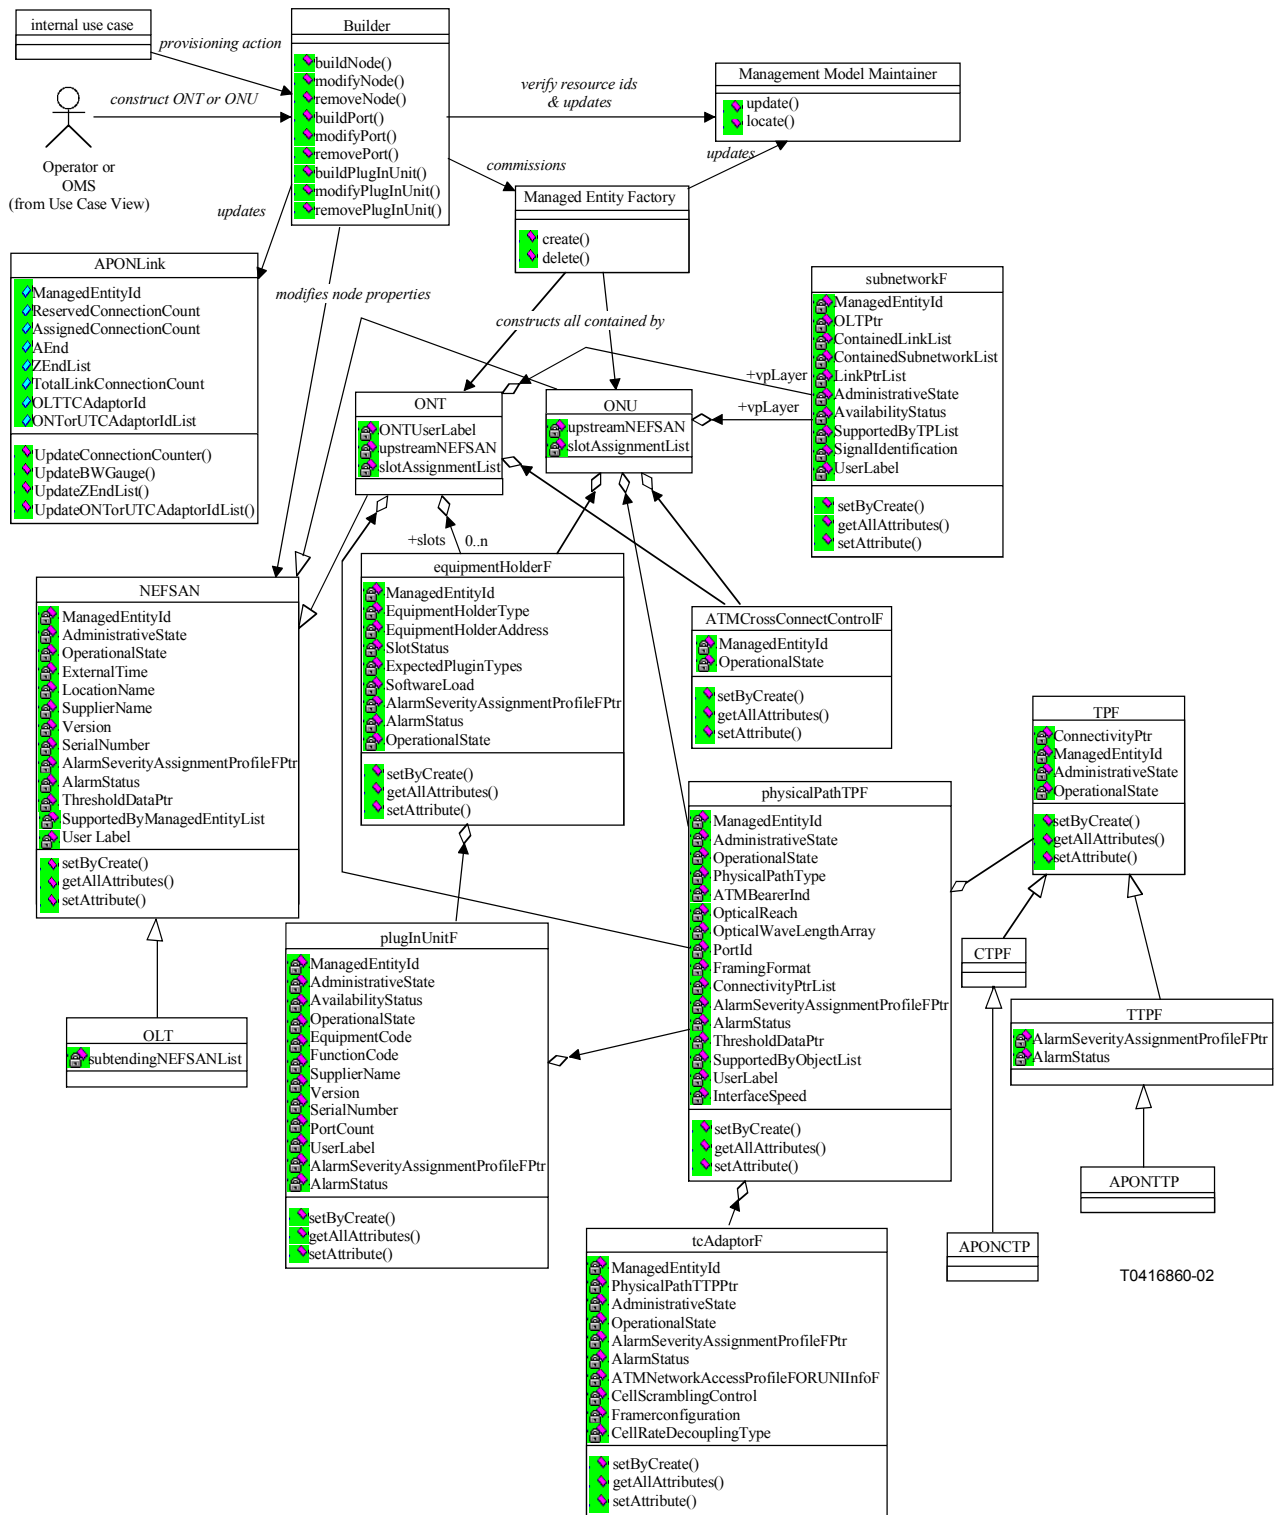 internal use case
provisioning action
construct ONT or ONU
Operator or
OMS
(from Use Case View)
Builder
buildNode()
modifyNode()
removeNode()
buildPort()
modifyPort()
removePort()
buildPlugInUnit()
modifyPlugInUnit()
removePlugInUnit()
verify resource ids
& updates
Management Model Maintainer
update()
locate()
commissions
updates
Managed Entity Factory
create()
delete()
updates
APONLink
ManagedEntityId
ReservedConnectionCount
AssignedConnectionCount
AEnd
ZEndList
TotalLinkConnectionCount
OLTTCAdaptorId
ONTorUTCAdaptorIdList
UpdateConnectionCounter()
UpdateBWGauge()
UpdateZEndList()
UpdateONTorUTCAdaptorIdList()
modifies node properties
constructs all contained by
subnetworkF
ManagedEntityId
OLTPtr
ContainedLinkList
ContainedSubnetworkList
LinkPtrList
AdministrativeState
AvailabilityStatus
SupportedByTPList
SignalIdentification
UserLabel
setByCreate()
getAllAttributes()
setAttribute()
+vpLayer
+vpLayer
ONT
ONTUserLabel
upstreamNEFSAN
slotAssignmentList
ONU
upstreamNEFSAN
slotAssignmentList
+slots
0..n
NEFSAN
ManagedEntityId
AdministrativeState
OperationalState
ExternalTime
LocationName
SupplierName
Version
SerialNumber
AlarmSeverityAssignmentProfileFPtr
AlarmStatus
ThresholdDataPtr
SupportedByManagedEntityList
User Label
setByCreate()
getAllAttributes()
setAttribute()
equipmentHolderF
ManagedEntityId
EquipmentHolderType
EquipmentHolderAddress
SlotStatus
ExpectedPluginTypes
SoftwareLoad
AlarmSeverityAssignmentProfileFPtr
AlarmStatus
OperationalState
setByCreate()
getAllAttributes()
setAttribute()
ATMCrossConnectControlF
ManagedEntityId
OperationalState
setByCreate()
getAllAttributes()
setAttribute()
TPF
ConnectivityPtr
ManagedEntityId
AdministrativeState
OperationalState
setByCreate()
getAllAttributes()
setAttribute()
physicalPathTPF
ManagedEntityId
AdministrativeState
OperationalState
PhysicalPathType
ATMBearerInd
OpticalReach
OpticalWaveLengthArray
PortId
FramingFormat
ConnectivityPtrList
AlarmSeverityAssignmentProfileFPtr
AlarmStatus
ThresholdDataPtr
SupportedByObjectList
UserLabel
InterfaceSpeed
setByCreate()
getAllAttributes()
setAttribute()
plugInUnitF
ManagedEntityId
AdministrativeState
AvailabilityStatus
OperationalState
EquipmentCode
FunctionCode
SupplierName
Version
SerialNumber
PortCount
UserLabel
AlarmSeverityAssignmentProfileFPtr
AlarmStatus
setByCreate()
getAllAttributes()
setAttribute()
OLT
subtendingNEFSANList
CTPF
TTPF
AlarmSeverityAssignmentProfileFPtr
AlarmStatus
APONTTP
APONCTP
tcAdaptorF
ManagedEntityId
PhysicalPathTTPPtr
AdministrativeState
OperationalState
AlarmSeverityAssignmentProfileFPtr
AlarmStatus
ATMNetworkAccessProfileFORUNIInfoF
CellScramblingControl
Framerconfiguration
CellRateDecouplingType
setByCreate()
getAllAttributes()
setAttribute()
T0416860-02